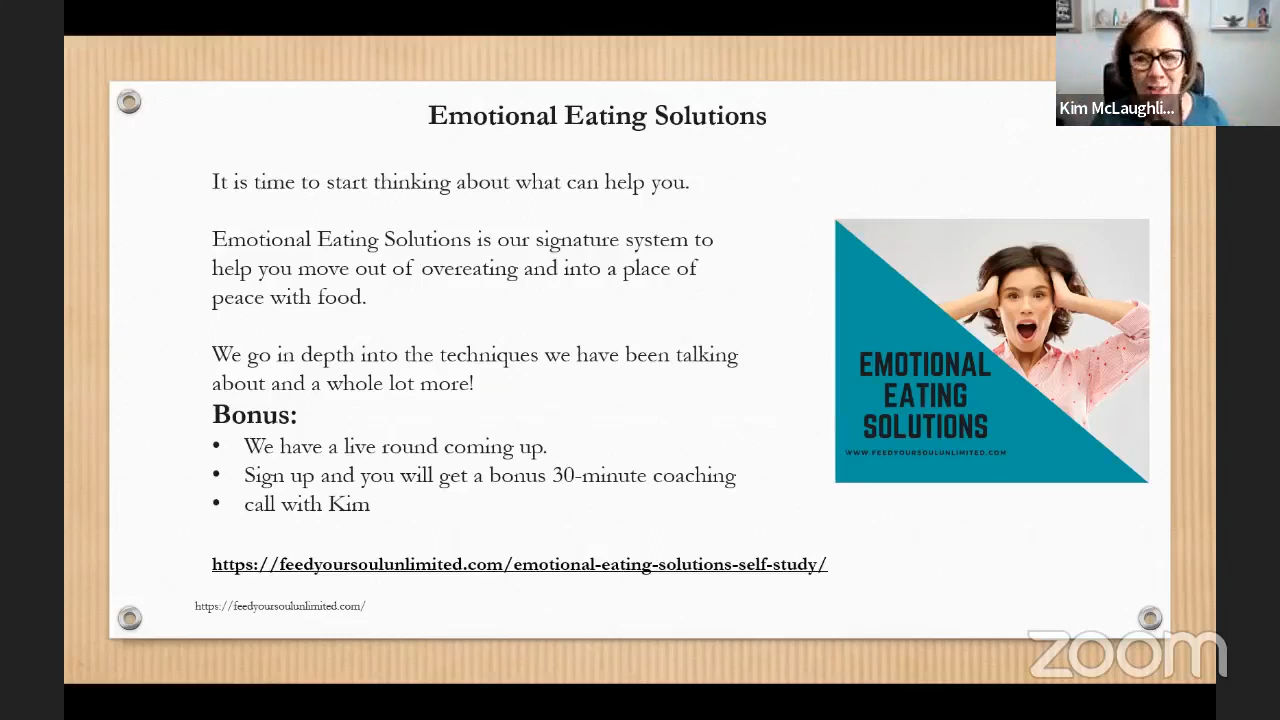 Emotional Eating Solutions
Kim McLaughli...
It is time to start thinking about what can help you.
Emotional Eating Solutions is our signature system to
help you move out of overeating and into a place of
peace with food.
We go in depth into the techniques we have been talking
about and a whole lot more!
Bonus:
• We have a live round coming up.
• Sign up and you will get a bonus 30-minute coaching
• call with Kim
https://feedyoursoulunlimited.com/emotional-eating-solutions-self-study/
https://feedyoursoulunlimited.com/
EMOTIONAL
EATING
SOLUTIONS
WWW.FEEDYOURSOULUNLIMITED.COM
zoom